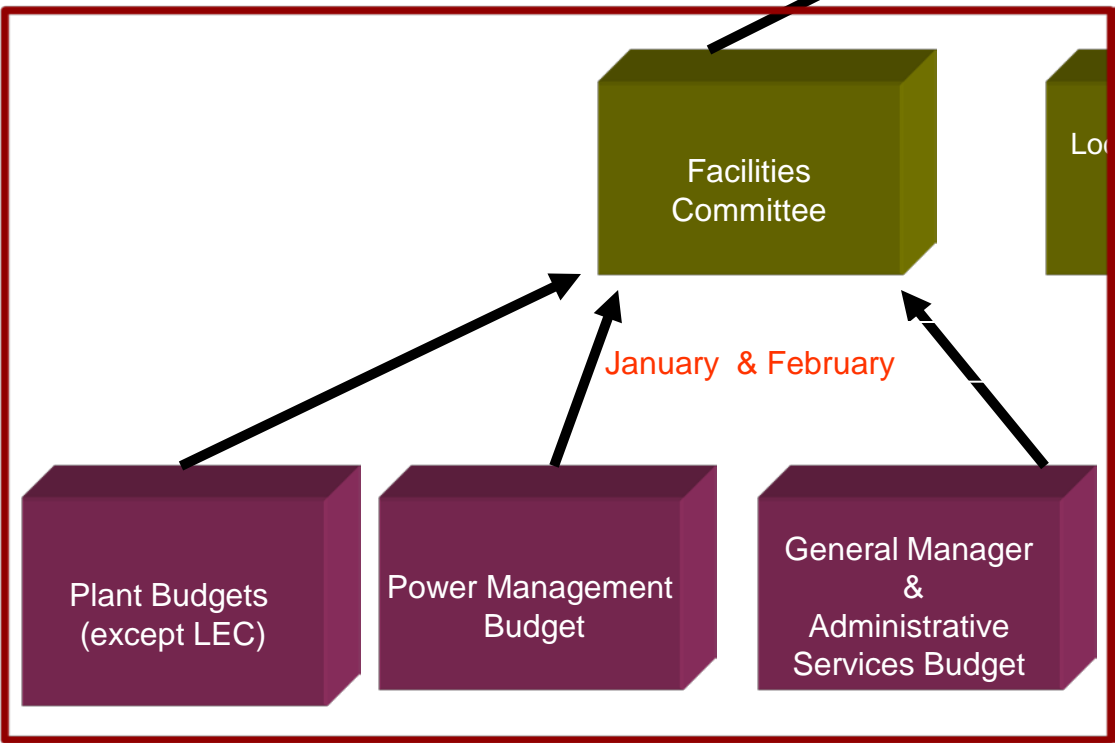 Facilities
Committee
January & February
Plant Budgets
(except LEC)
Power Management
Budget
General Manager
&
Administrative
Services Budget